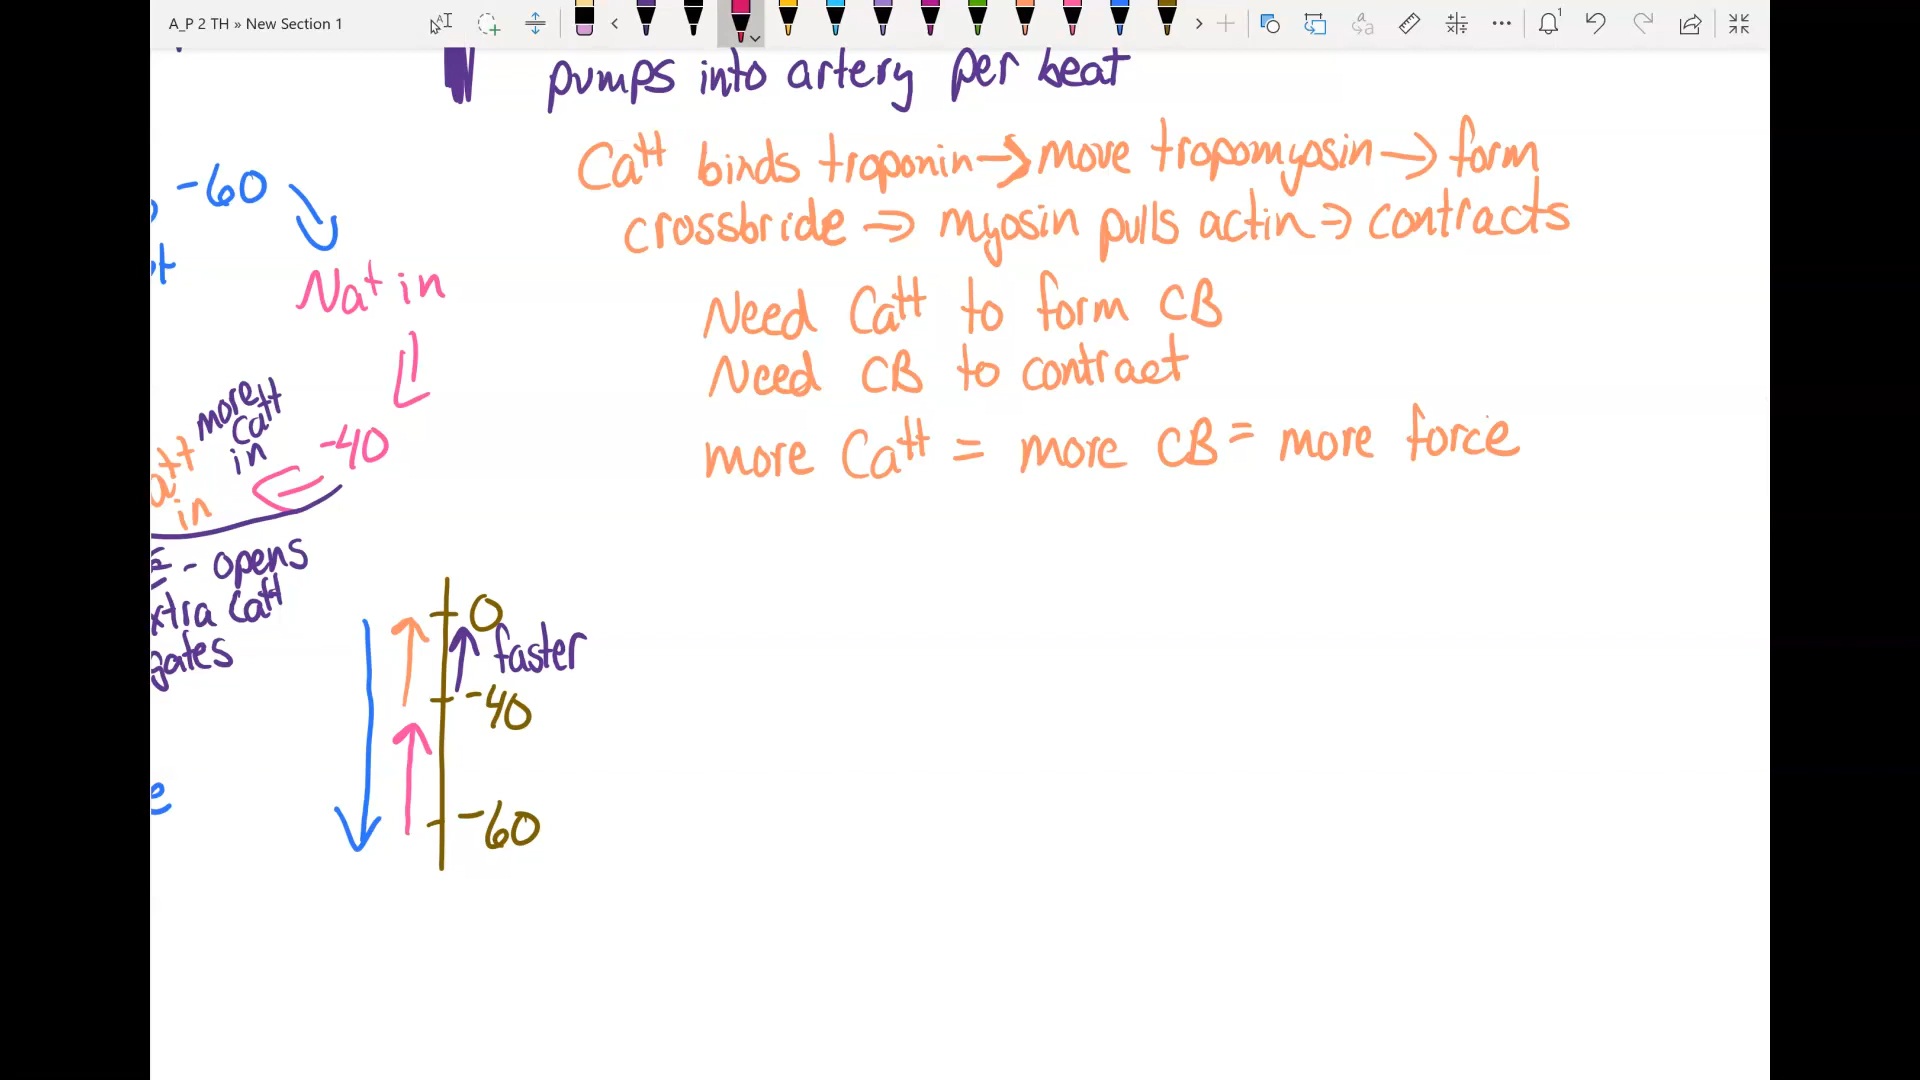 A_P 2 TH » New Section 1
pumps into artery per beat
Ca++ binds troponin → move tropomyosin → form
crossbride → myosin pulls actin → contracts
Need Ca++ to form CB
Need CB to contract
more Ca++ = more CB = more force
-60
Na+ in
-40
more
Ca++
in
in
- opens
Ca++
0
faster
-40
-60